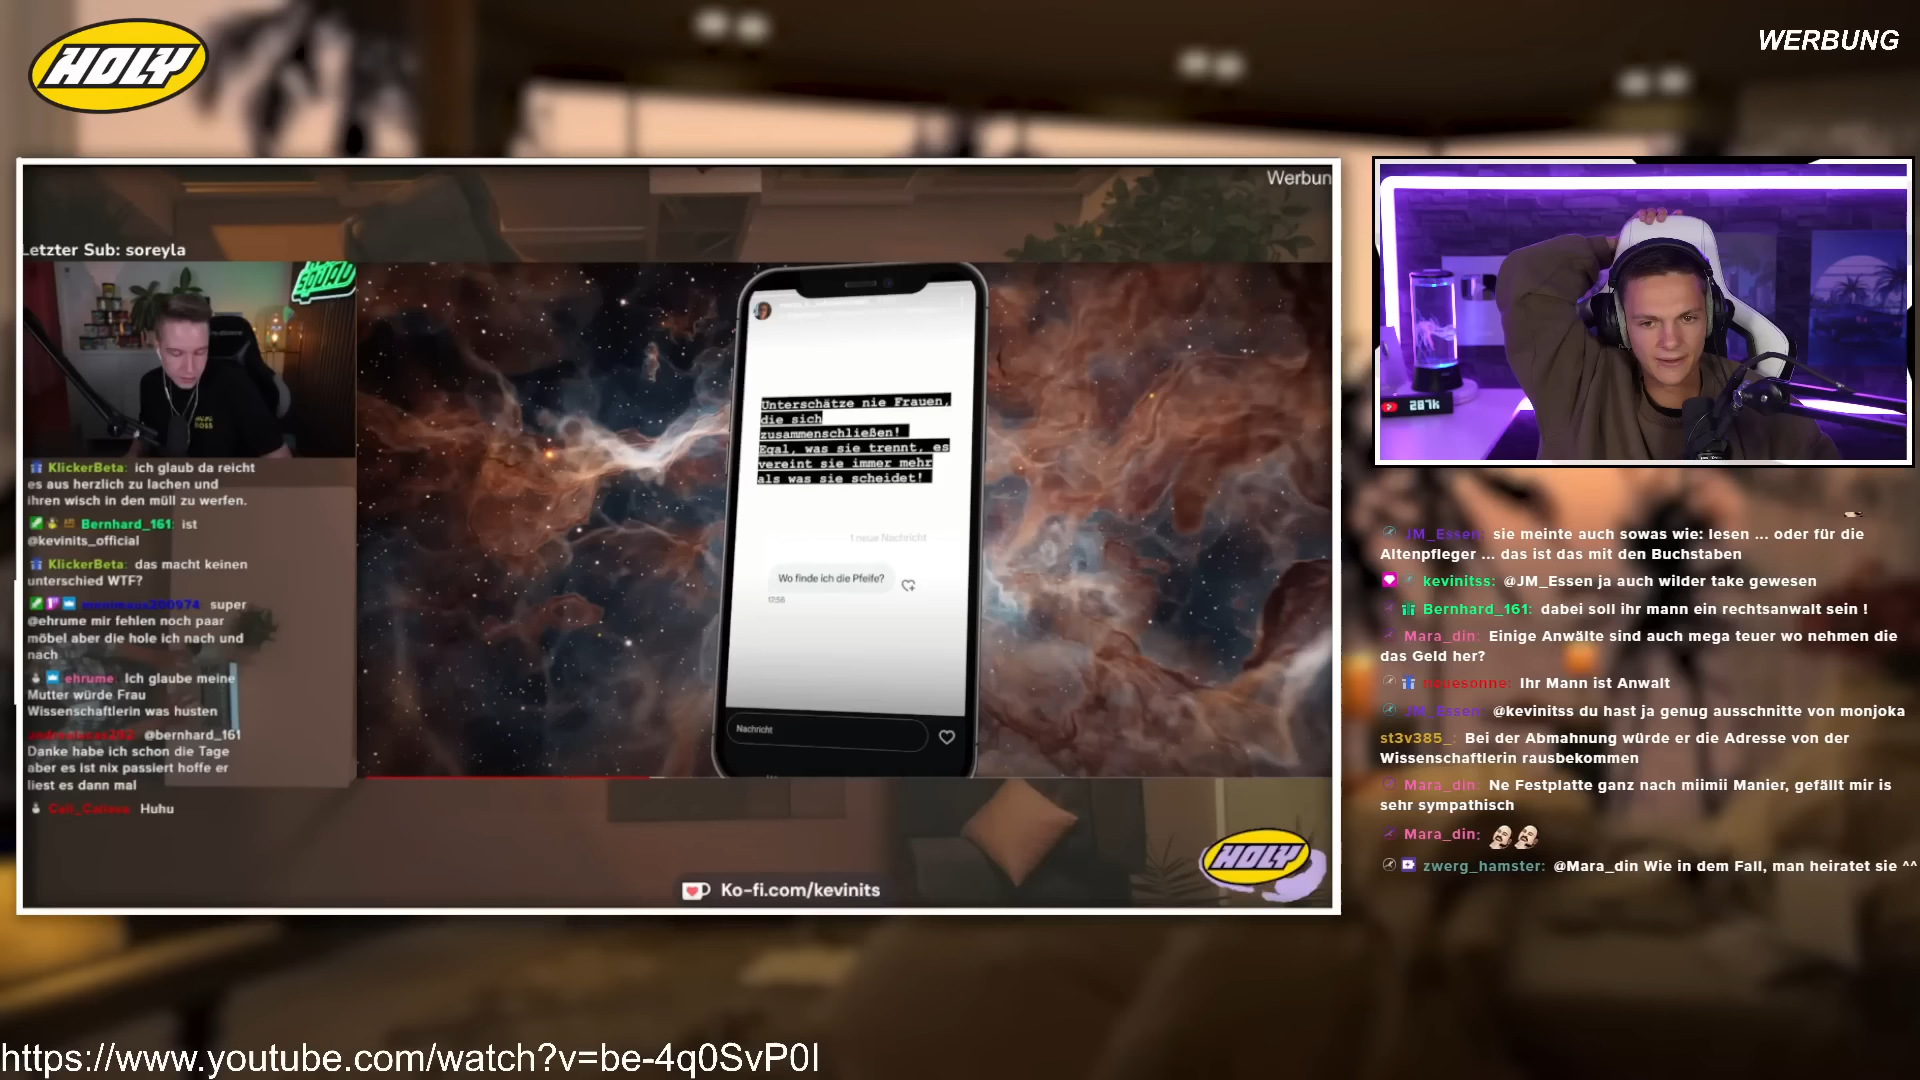 HOLY
WERBUNG
Werbun
Letzter Sub: soreyla
SQUAD
KlickerBeta: ich glaub da reicht
es aus herzlich zu lachen und
ihren wisch in den müll zu werfen.
Bernhard_161: ist
@kevinits_official
KlickerBeta: das macht keinen
unterschied WTF?
super
@ehrume mir fehlen noch paar
möbel aber die hole ich nach und
nach
ehrume: Ich glaube meine
Mutter würde Frau
Wissenschaftlerin was husten
@bernhard_161
Danke habe ich schon die Tage
aber es ist nix passiert hoffe er
liest es dann mal
Huhu
Unterschätze nie Frauen,
die sich
zusammenschließen!
Egal, was sie trennt, es
vereint sie immer mehr
als was sie scheidet!
1 neue Nachricht
Wo finde ich die Pfeife?
17:56
Nachricht
HOLY
Ko-fi.com/kevinits
287k
JM_Essen: sie meinte auch sowas wie: lesen ... oder für die
Altenpfleger ... das ist das mit den Buchstaben
kevinitss: @JM_Essen ja auch wilder take gewesen
Bernhard_161: dabei soll ihr mann ein rechtsanwalt sein !
Mara_din: Einige Anwälte sind auch mega teuer wo nehmen die
das Geld her?
neuesonne: Ihr Mann ist Anwalt
JM_Essen: @kevinitss du hast ja genug ausschnitte von monjoka
st3v385_: Bei der Abmahnung würde er die Adresse von der
Wissenschaftlerin rausbekommen
Mara_din: Ne Festplatte ganz nach miimii Manier, gefällt mir is
sehr sympathisch
Mara_din:
zwerg_hamster: @Mara_din Wie in dem Fall, man heiratet sie ^^
https://www.youtube.com/watch?v=be-4q0SvP0I